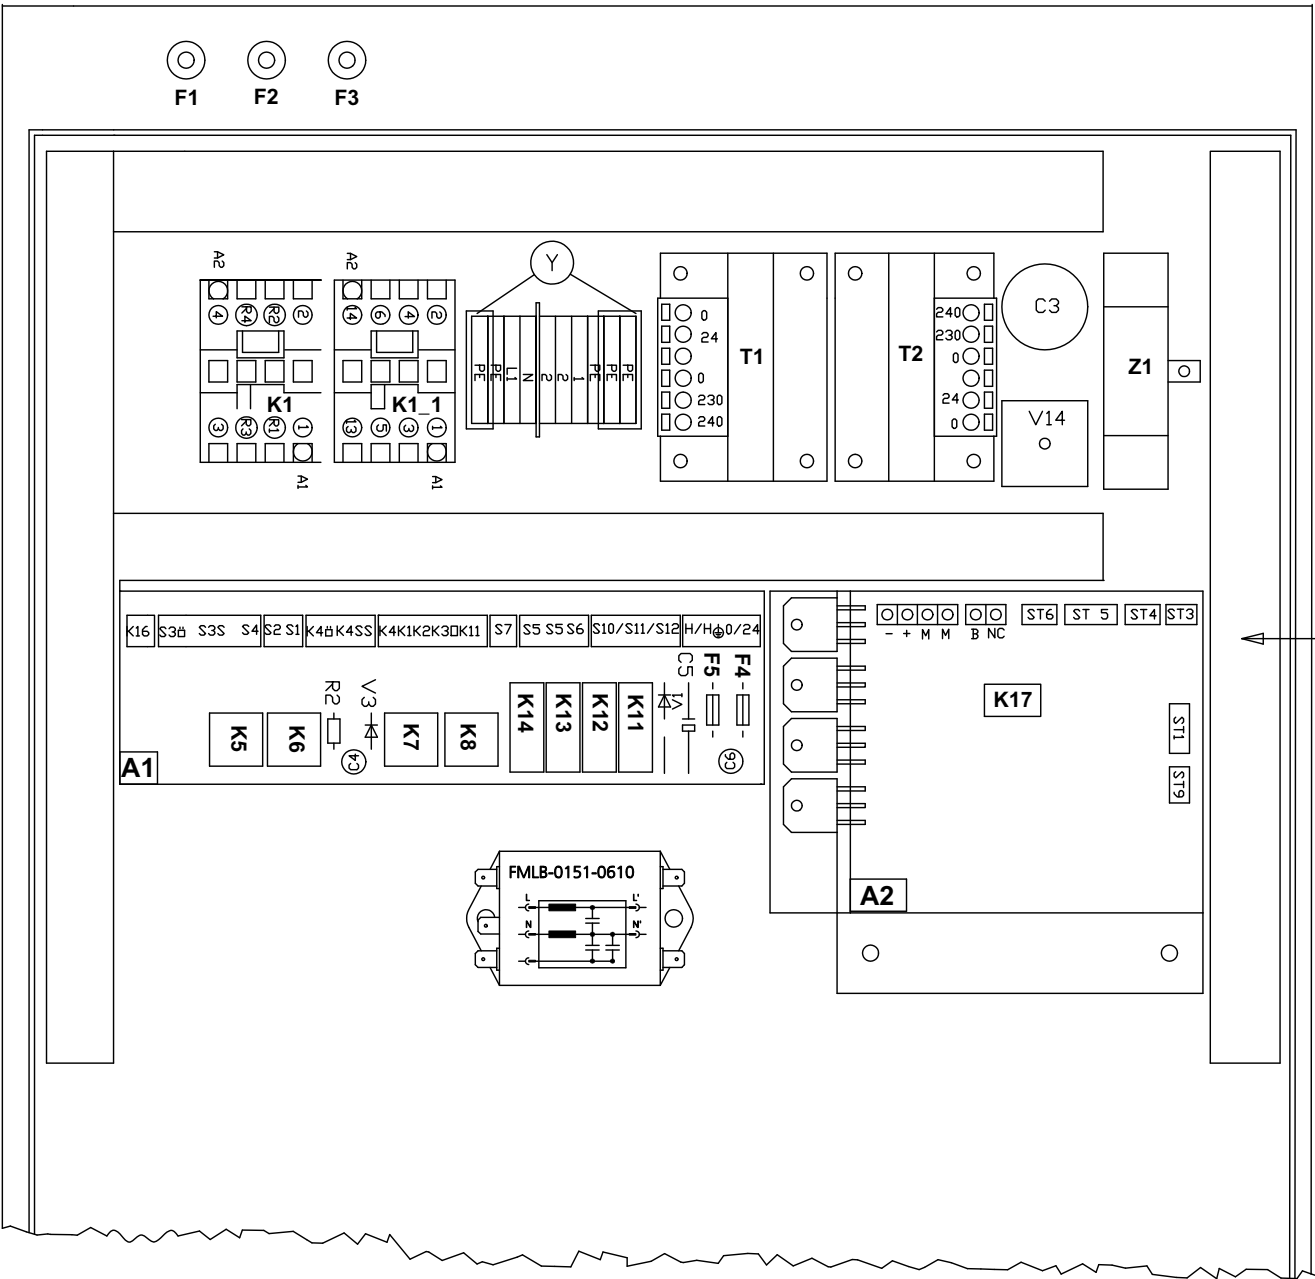 F1 F2 F3
A2 A2
Y
4 R4 R2 2
14 6 4 2
K1
K1_1
3 R3 R1 1
13 5 3 1
A1 A1
PE PE L1 N 2 2 1 PE PE PE
0
24
0
230
240
T1
T2
240
230
0
24
0
C3
V14
Z1
K16 S3 S3S S4 S2 S1 K4 K4SS K4K1K2K3 K11 S7 S5 S5 S6 S10/S11/S12 H/H 0/24
R2 V3 V1 C5 F5 F4
K5 K6 C4 K7 K8 K14 K13 K12 K11 C6
A1
- + M M B NC
ST6 ST 5 ST4 ST3
K17
ST1
ST9
A2
FMLB-0151-0610
L L'
N N'